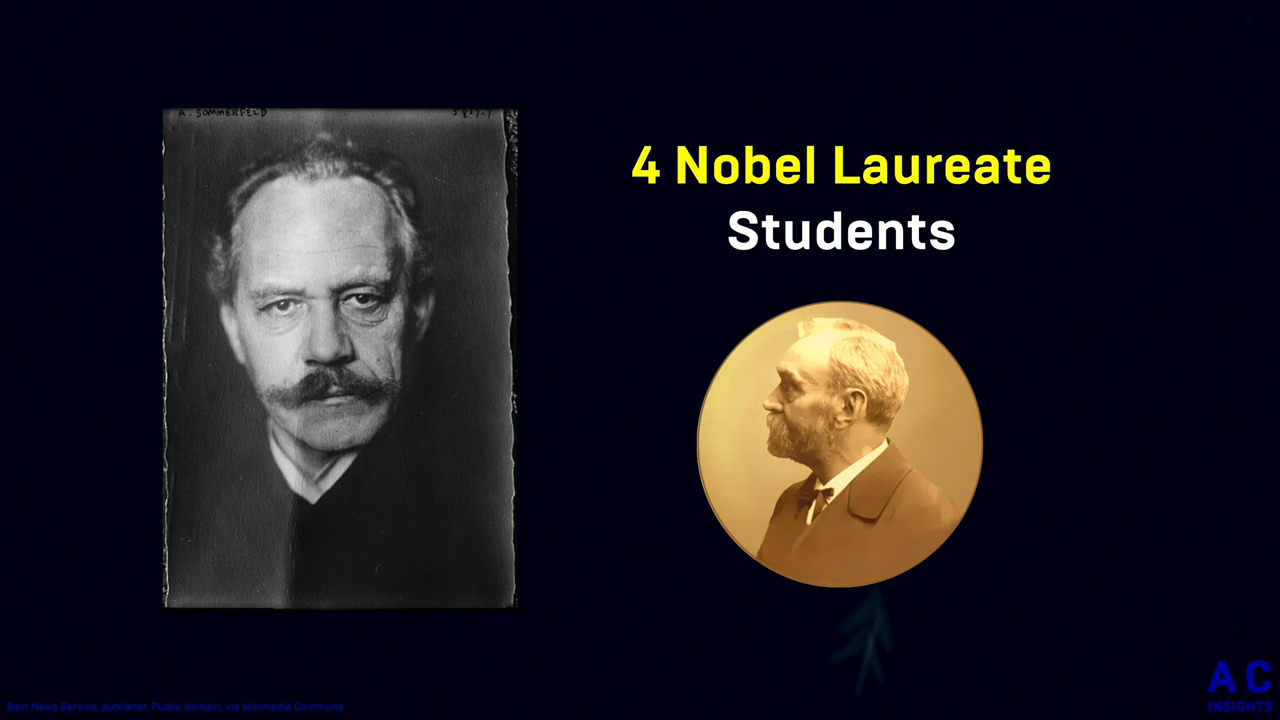 A. SOMMERFELD
4 Nobel Laureate
Students
Bain News Service, publisher, Public domain, via Wikimedia Commons
AC
INSIGHTS